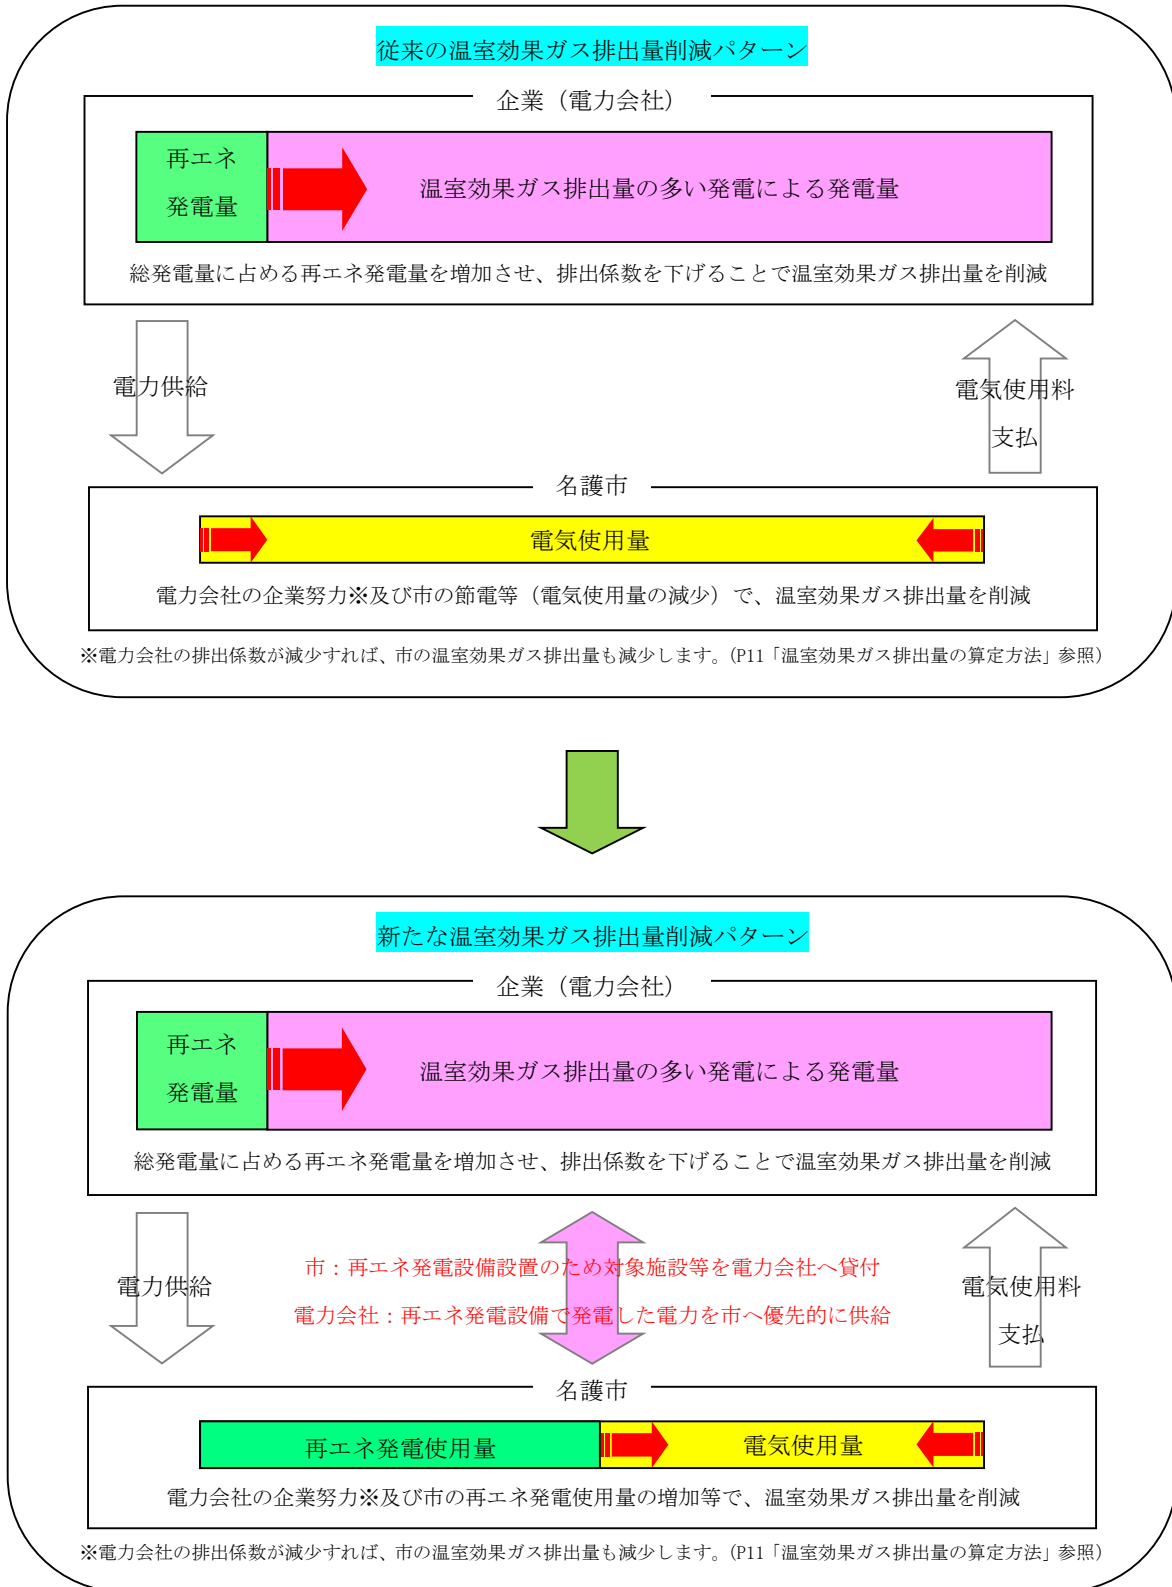 従来の温室効果ガス排出量削減パターン
企業（電力会社）
再エネ
発電量
温室効果ガス排出量の多い発電による発電量
総発電量に占める再エネ発電量を増加させ、排出係数を下げることで温室効果ガス排出量を削減
電力供給
電気使用料
支払
名護市
電気使用量
電力会社の企業努力※及び市の節電等（電気使用量の減少）で、温室効果ガス排出量を削減
※電力会社の排出係数が減少すれば、市の温室効果ガス排出量も減少します。(P11「温室効果ガス排出量の算定方法」参照)
新たな温室効果ガス排出量削減パターン
企業（電力会社）
再エネ
発電量
温室効果ガス排出量の多い発電による発電量
総発電量に占める再エネ発電量を増加させ、排出係数を下げることで温室効果ガス排出量を削減
電力供給
市：再エネ発電設備設置のため対象施設等を電力会社へ貸付
電力会社：再エネ発電設備で発電した電力を市へ優先的に供給
電気使用料
支払
名護市
再エネ発電使用量
電気使用量
電力会社の企業努力※及び市の再エネ発電使用量の増加等で、温室効果ガス排出量を削減
※電力会社の排出係数が減少すれば、市の温室効果ガス排出量も減少します。(P11「温室効果ガス排出量の算定方法」参照)